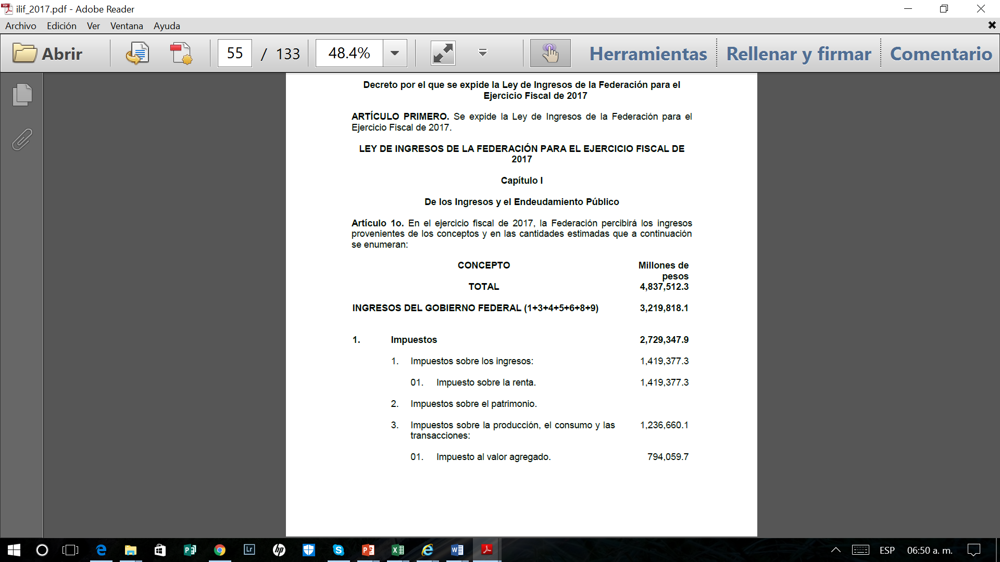 ilif_2017.pdf - Adobe Reader
Archivo Edición Ver Ventana Ayuda
Abrir 55 / 133 48.4% Herramientas Rellenar y firmar Comentario
Decreto por el que se expide la Ley de Ingresos de la Federación para el
Ejercicio Fiscal de 2017
ARTÍCULO PRIMERO. Se expide la Ley de Ingresos de la Federación para el
Ejercicio Fiscal de 2017.
LEY DE INGRESOS DE LA FEDERACIÓN PARA EL EJERCICIO FISCAL DE
2017
Capítulo I
De los Ingresos y el Endeudamiento Público
Artículo 1o. En el ejercicio fiscal de 2017, la Federación percibirá los ingresos
provenientes de los conceptos y en las cantidades estimadas que a continuación
se enumeran:
CONCEPTO Millones de
pesos
TOTAL 4,837,512.3
INGRESOS DEL GOBIERNO FEDERAL (1+3+4+5+6+8+9) 3,219,818.1
1. Impuestos 2,729,347.9
1. Impuestos sobre los ingresos: 1,419,377.3
01. Impuesto sobre la renta. 1,419,377.3
2. Impuestos sobre el patrimonio.
3. Impuestos sobre la producción, el consumo y las 1,236,660.1
transacciones:
01. Impuesto al valor agregado. 794,059.7
Lr hp ESP 06:50 a. m.